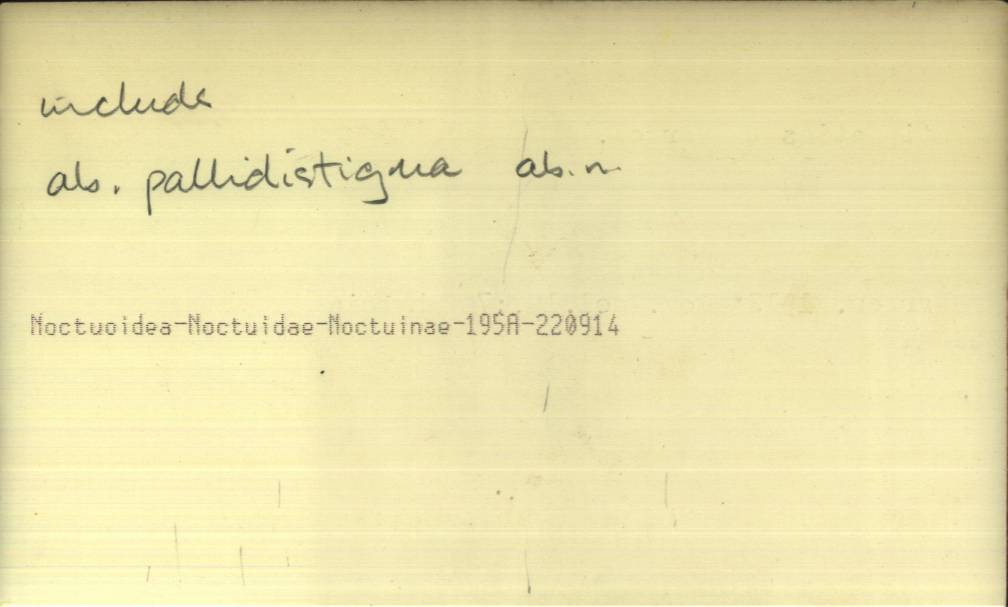 include
ab. pallidistigma ab.n.
Noctuoidea-Noctuidae-Noctuinae-195A-220914